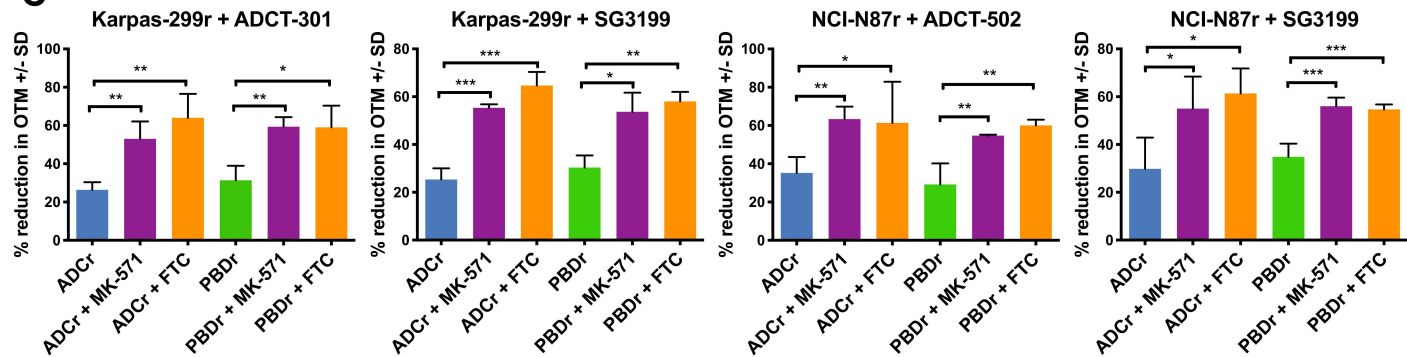 Karpas-299r + ADCT-301
% reduction in OTM +/- SD
100
80
60
40
20
0
**
**
**
*
ADCr
ADCr + MK-571
ADCr + FTC
PBDr
PBDr + MK-571
PBDr + FTC
Karpas-299r + SG3199
% reduction in OTM +/- SD
80
60
40
20
0
***
***
*
**
ADCr
ADCr + MK-571
ADCr + FTC
PBDr
PBDr + MK-571
PBDr + FTC
NCI-N87r + ADCT-502
% reduction in OTM +/- SD
100
80
60
40
20
0
**
*
**
**
ADCr
ADCr + MK-571
ADCr + FTC
PBDr
PBDr + MK-571
PBDr + FTC
NCI-N87r + SG3199
% reduction in OTM +/- SD
80
60
40
20
0
*
*
***
***
ADCr
ADCr + MK-571
ADCr + FTC
PBDr
PBDr + MK-571
PBDr + FTC